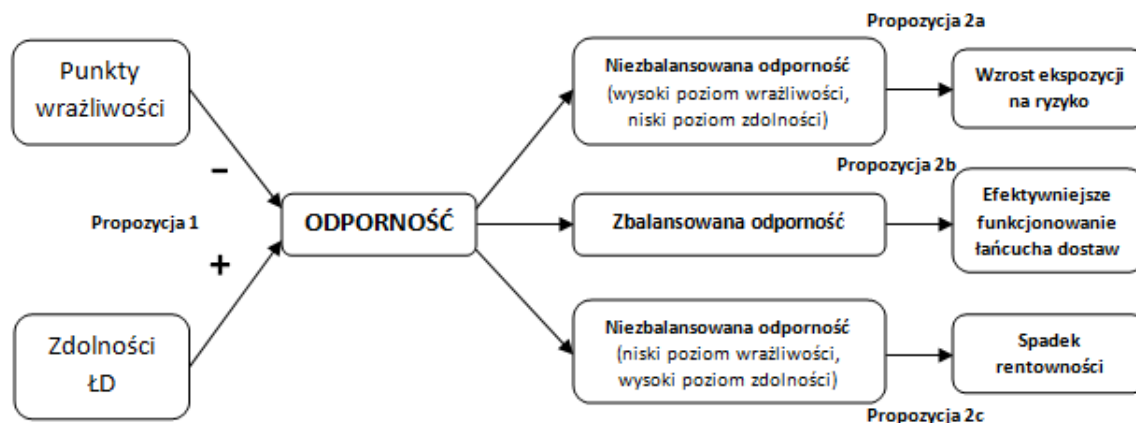 Propozycja 2a
Punkty
wrażliwości
Niezbalansowana odporność
(wysoki poziom wrażliwości,
niski poziom zdolności)
Wzrost ekspozycji
na ryzyko
–
Propozycja 2b
Propozycja 1
ODPORNOŚĆ
Zbalansowana odporność
Efektywniejsze
funkcjonowanie
łańcucha dostaw
+
Zdolności
ŁD
Niezbalansowana odporność
(niski poziom wrażliwości,
wysoki poziom zdolności)
Spadek
rentowności
Propozycja 2c